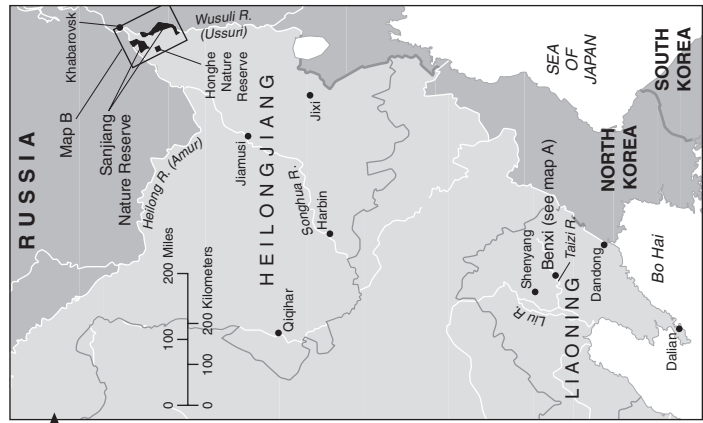 RUSSIA
Khabarovsk
Map B
Sanjiang
Nature Reserve
Wusuli R.
(Ussuri)
Honghe
Nature
Reserve
Heilong R. (Amur)
HEILONGJIANG
Jiamusi
Jixi
Songhua R.
Harbin
Qiqihar
0 100 200 Miles
0 100 200 Kilometers
SEA
OF
JAPAN
SOUTH
KOREA
NORTH
KOREA
LIAONING
Shenyang
Benxi (see map A)
Taizi R.
Liu R.
Dandong
Bo Hai
Dalian